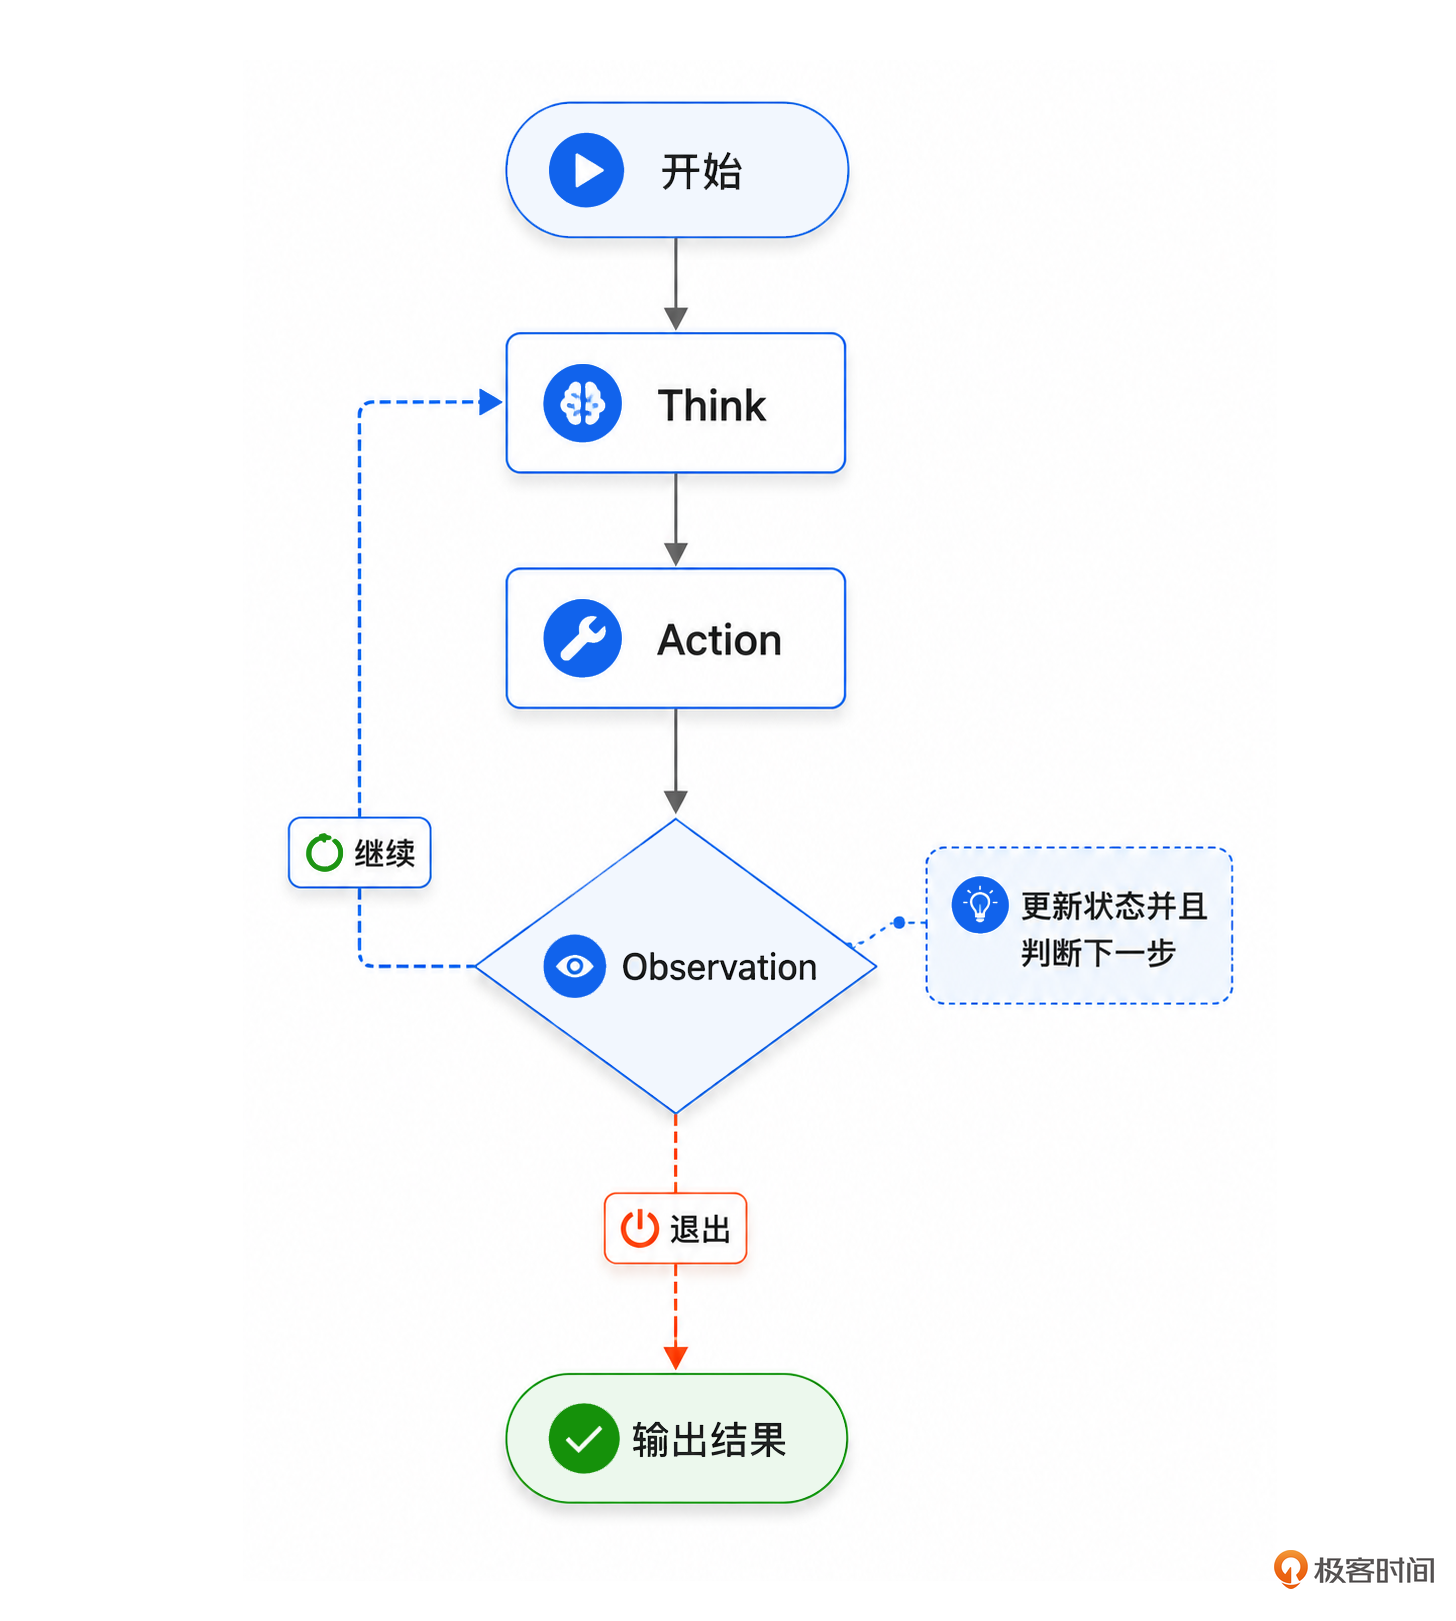 开始
Think
Action
继续
Observation
更新状态并且
判断下一步
退出
输出结果
极客时间